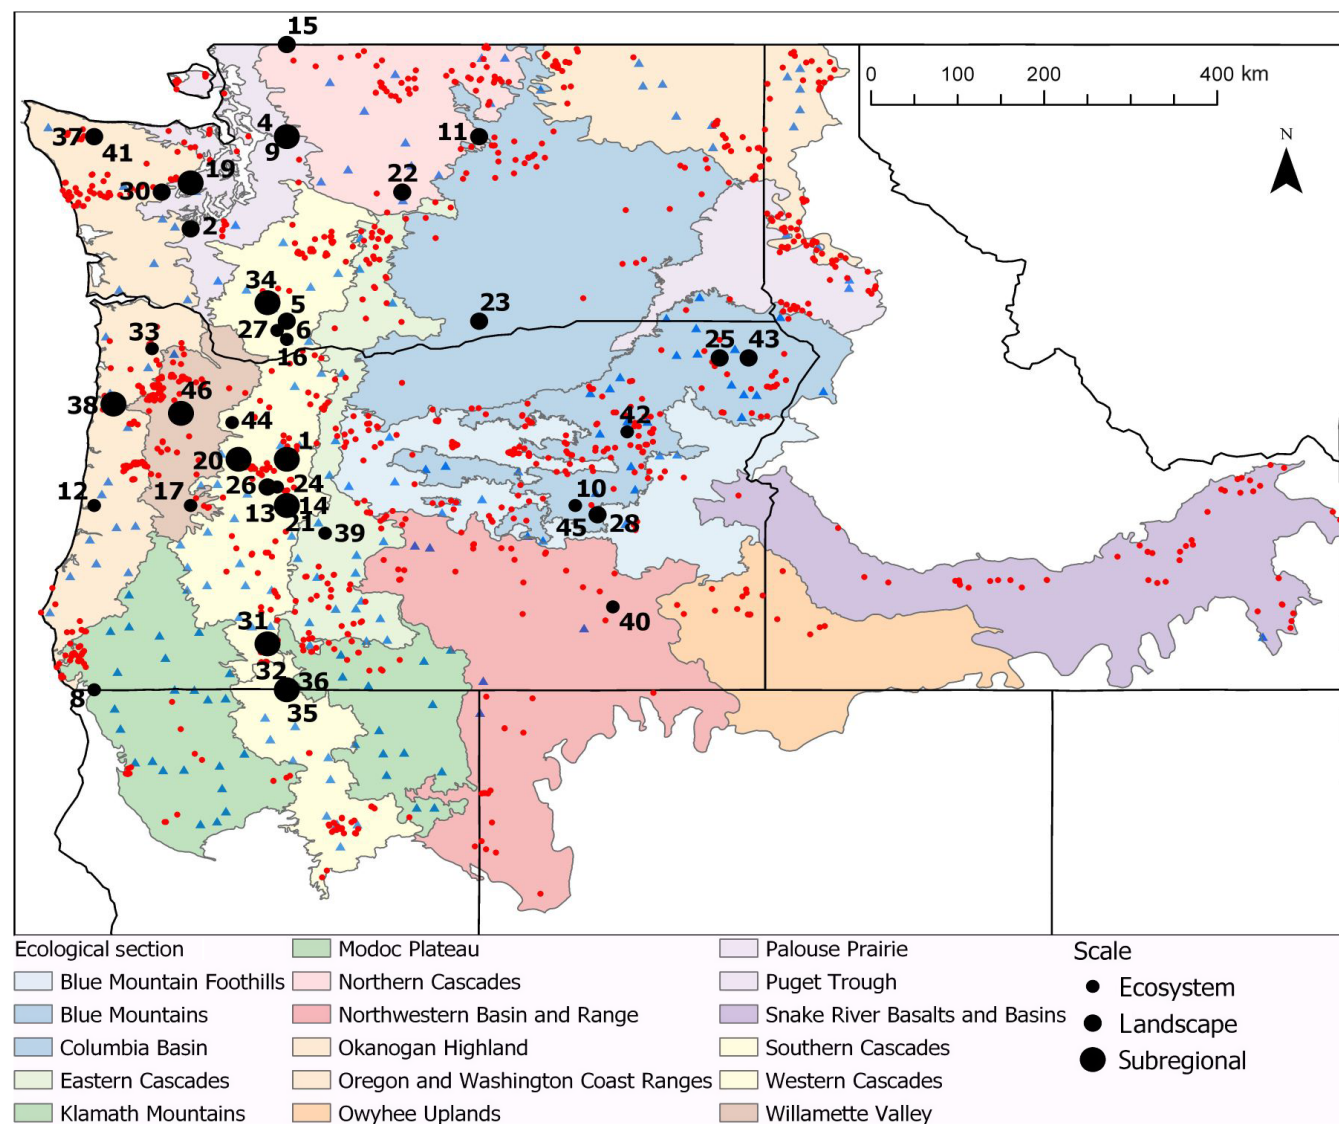 15
0 100 200 400 km
N
4
9
11
37
41
19
30
22
2
34
5
23
27
6
16
33
25
43
38
46
44
42
20
1
26
24
12
17
13
14
21
10
45
28
39
40
31
32
36
8
35
Ecological section
Blue Mountain Foothills
Blue Mountains
Columbia Basin
Eastern Cascades
Klamath Mountains
Modoc Plateau
Northern Cascades
Northwestern Basin and Range
Okanogan Highland
Oregon and Washington Coast Ranges
Owyhee Uplands
Palouse Prairie
Puget Trough
Snake River Basalts and Basins
Southern Cascades
Western Cascades
Willamette Valley
Scale
Ecosystem
Landscape
Subregional